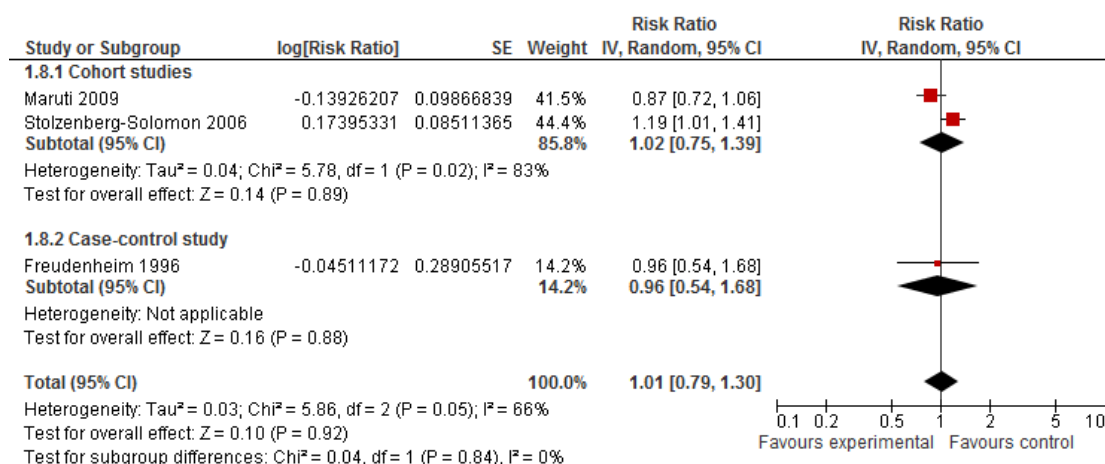 Risk Ratio Risk Ratio
Study or Subgroup log[Risk Ratio] SE Weight IV, Random, 95% CI IV, Random, 95% CI
1.8.1 Cohort studies
Maruti 2009 -0.13926207 0.09866839 41.5% 0.87 [0.72, 1.06]
Stolzenberg-Solomon 2006 0.17395331 0.08511365 44.4% 1.19 [1.01, 1.41]
Subtotal (95% CI) 85.8% 1.02 [0.75, 1.39]
Heterogeneity: Tau² = 0.04; Chi² = 5.78, df = 1 (P = 0.02); I² = 83%
Test for overall effect: Z = 0.14 (P = 0.89)
1.8.2 Case-control study
Freudenheim 1996 -0.04511172 0.28905517 14.2% 0.96 [0.54, 1.68]
Subtotal (95% CI) 14.2% 0.96 [0.54, 1.68]
Heterogeneity: Not applicable
Test for overall effect: Z = 0.16 (P = 0.88)
Total (95% CI) 100.0% 1.01 [0.79, 1.30]
Heterogeneity: Tau² = 0.03; Chi² = 5.86, df = 2 (P = 0.05); I² = 66%
Test for overall effect: Z = 0.10 (P = 0.92)
Test for subgroup differences: Chi² = 0.04, df = 1 (P = 0.84), I² = 0%
0.1 0.2 0.5 1 2 5 10
Favours experimental Favours control